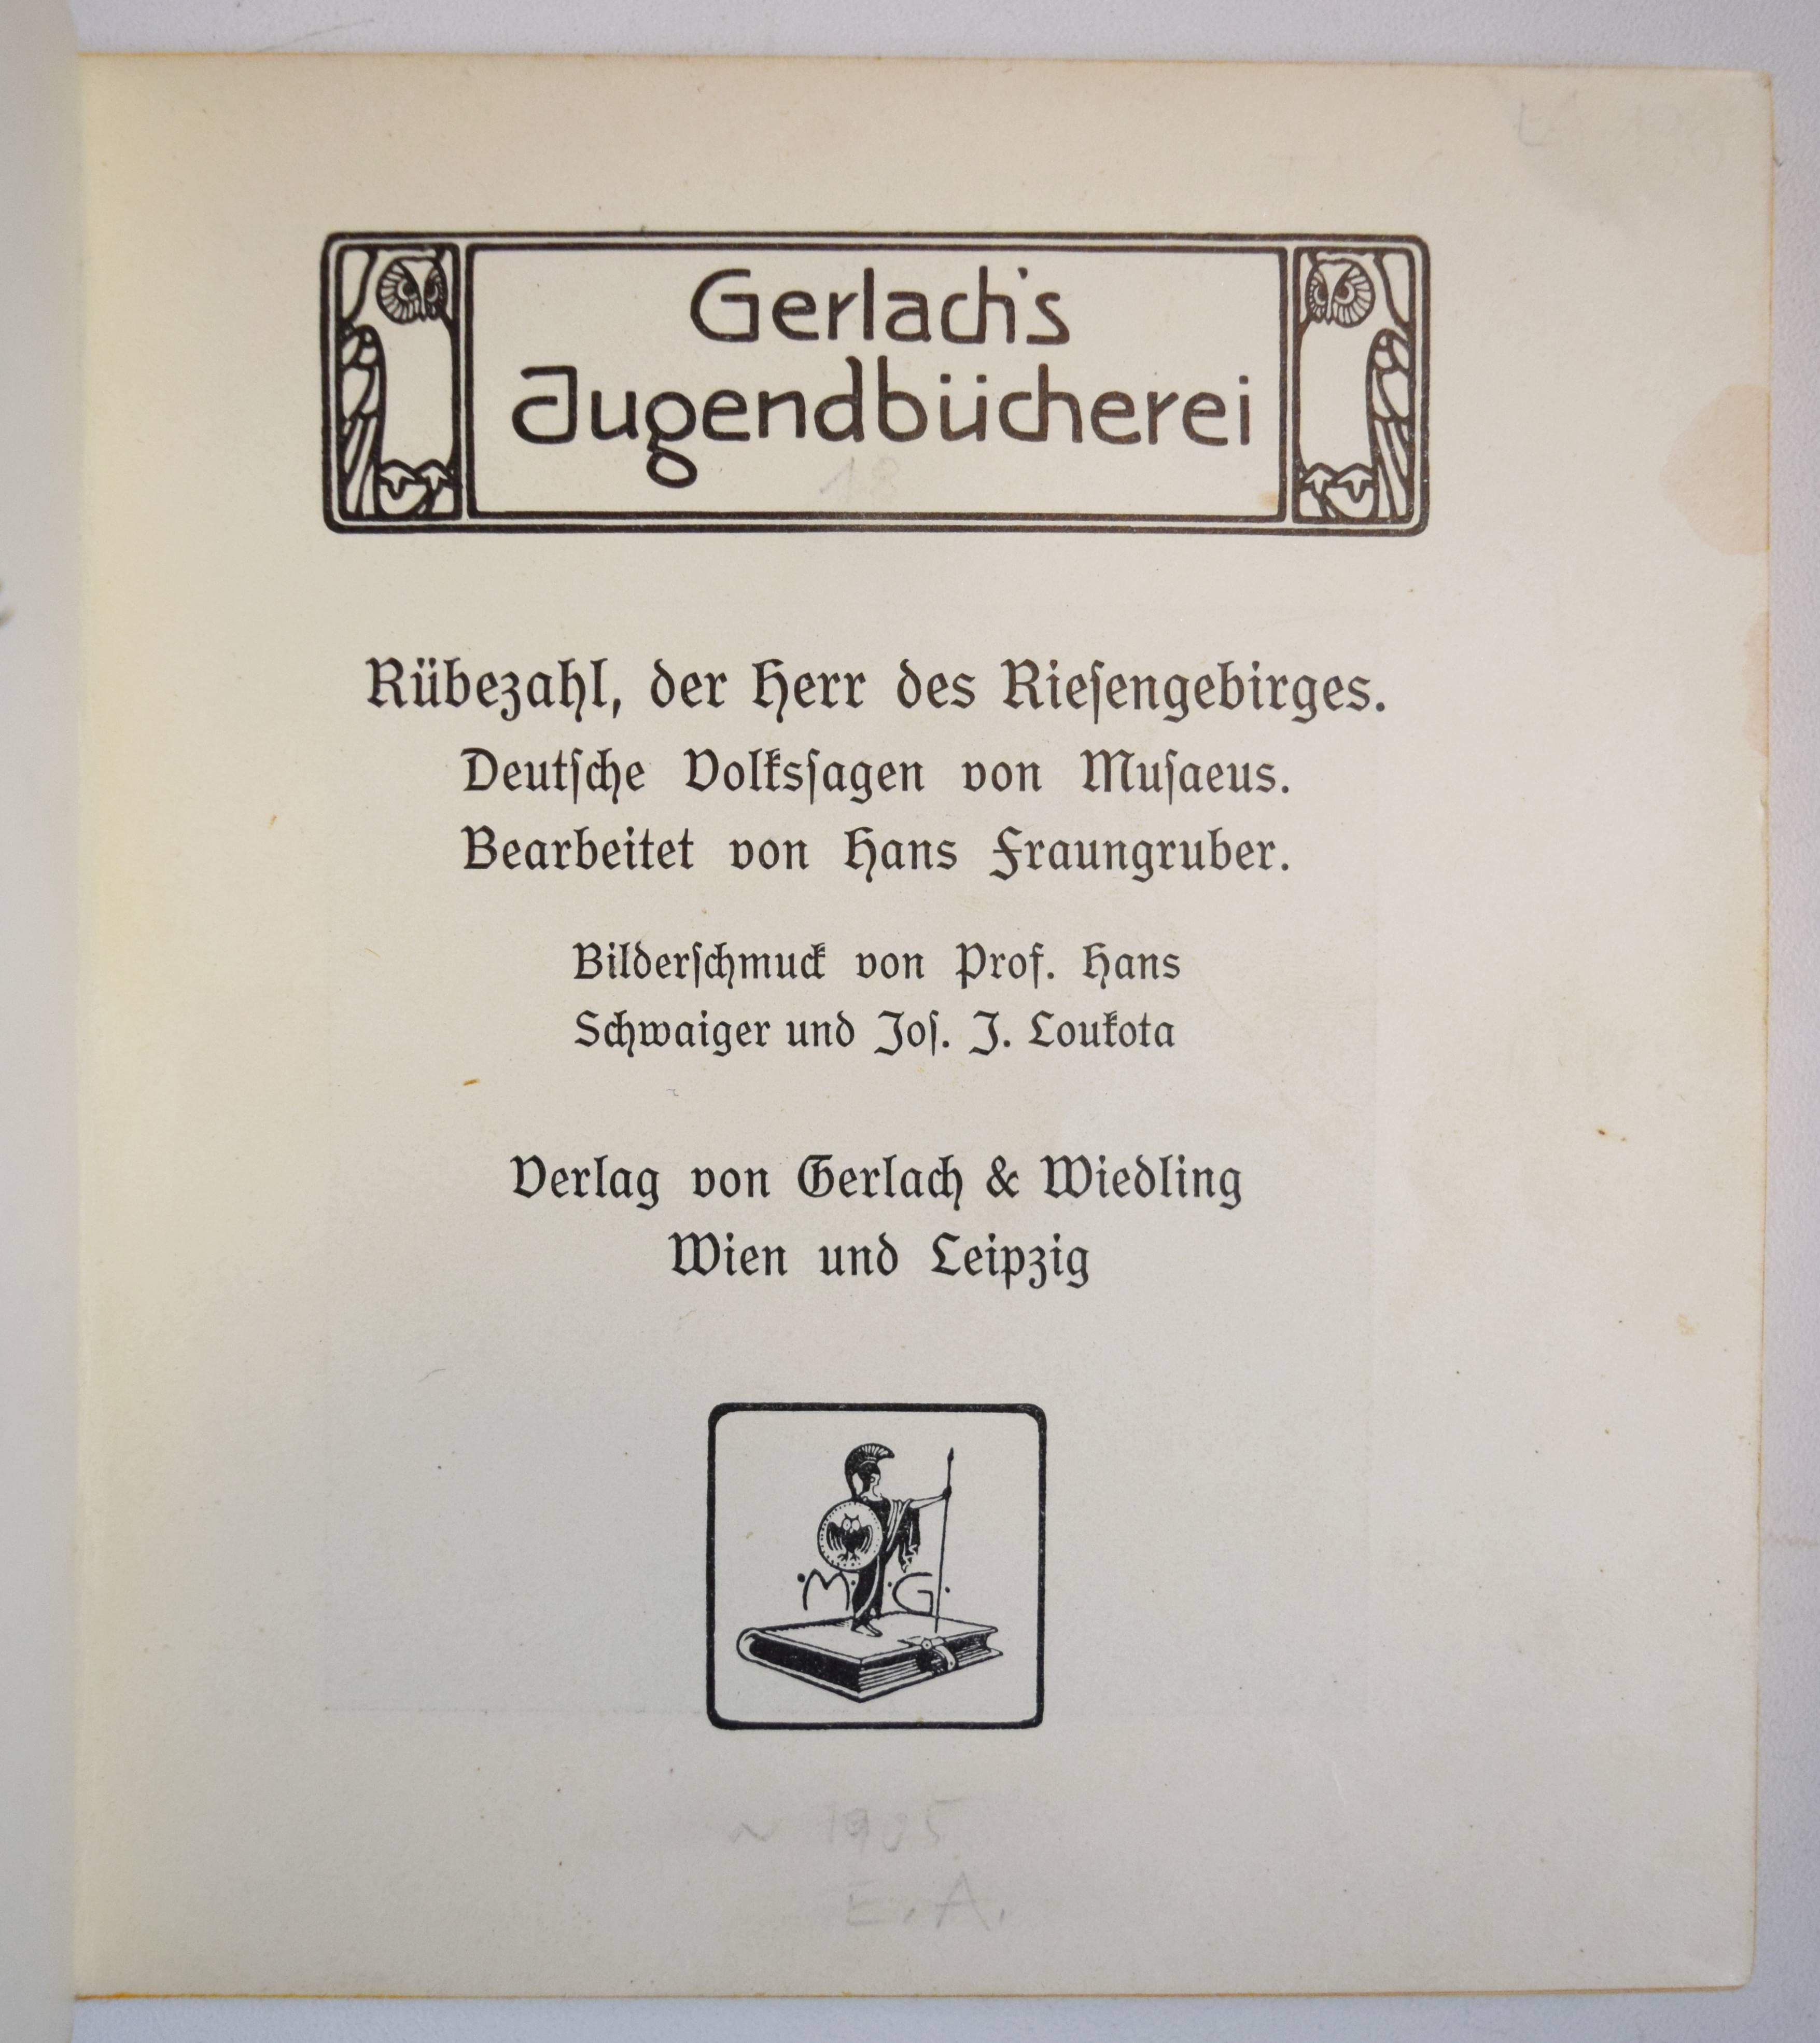 Gerlach's
Jugendbücherei
18
Rübezahl, der Herr des Rieſengebirges.
Deutſche Volksſagen von Muſaeus.
Bearbeitet von Hans Fraungruber.
Bilderſchmuck von Prof. Hans
Schwaiger und Joſ. J. Loukota
Verlag von Gerlach & Wiedling
Wien und Leipzig
·M· ·G·
~ 1905
E. A.